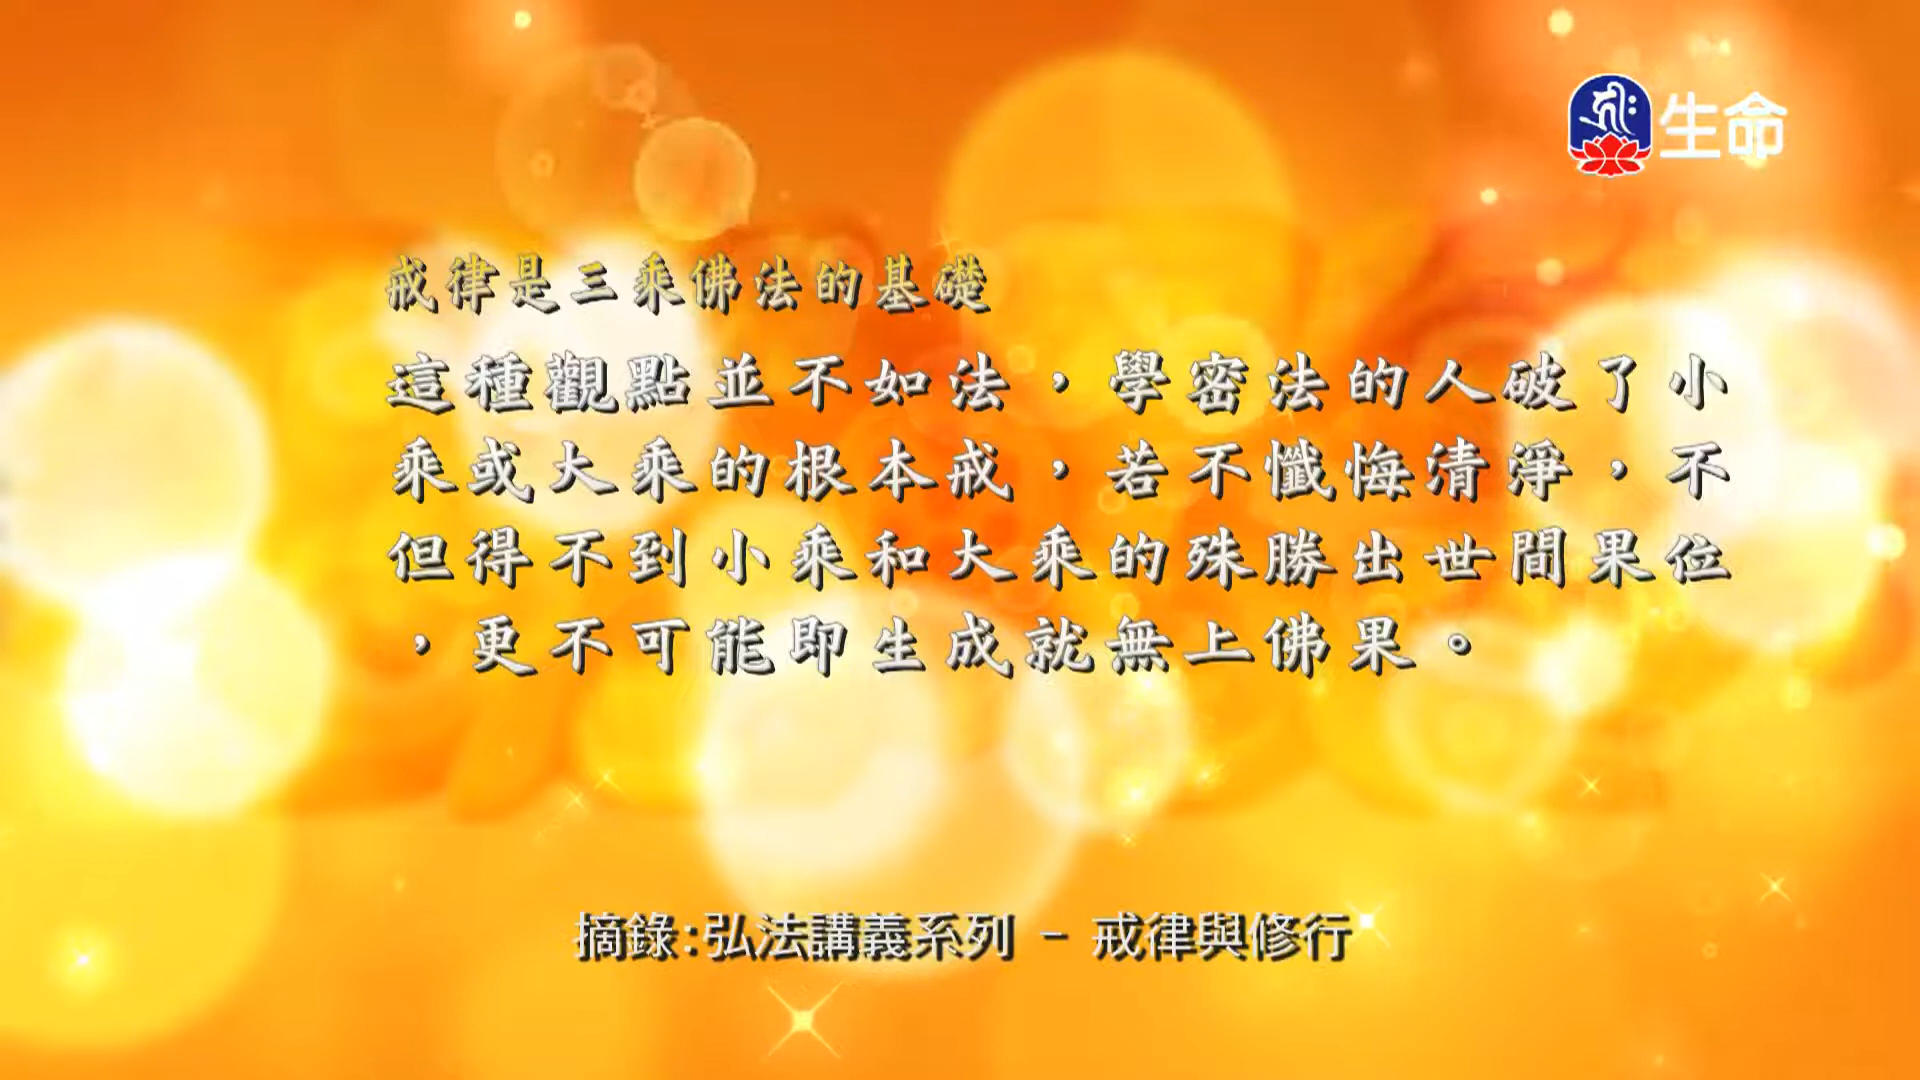 生命
戒律是三乘佛法的基礎
這種觀點並不如法，學密法的人破了小
乘或大乘的根本戒，若不懺悔清淨，不
但得不到小乘和大乘的殊勝出世間果位
，更不可能即生成就無上佛果。
摘錄:弘法講義系列 - 戒律與修行